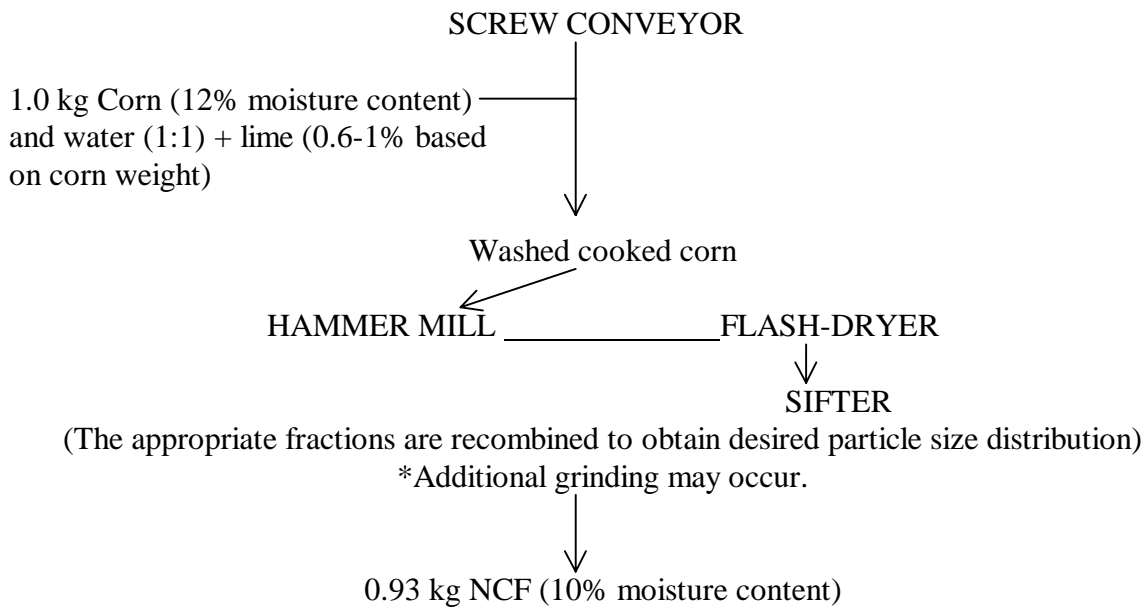 SCREW CONVEYOR
1.0 kg Corn (12% moisture content)
and water (1:1) + lime (0.6-1% based
on corn weight)
Washed cooked corn
HAMMER MILL FLASH-DRYER
SIFTER
(The appropriate fractions are recombined to obtain desired particle size distribution)
*Additional grinding may occur.
0.93 kg NCF (10% moisture content)